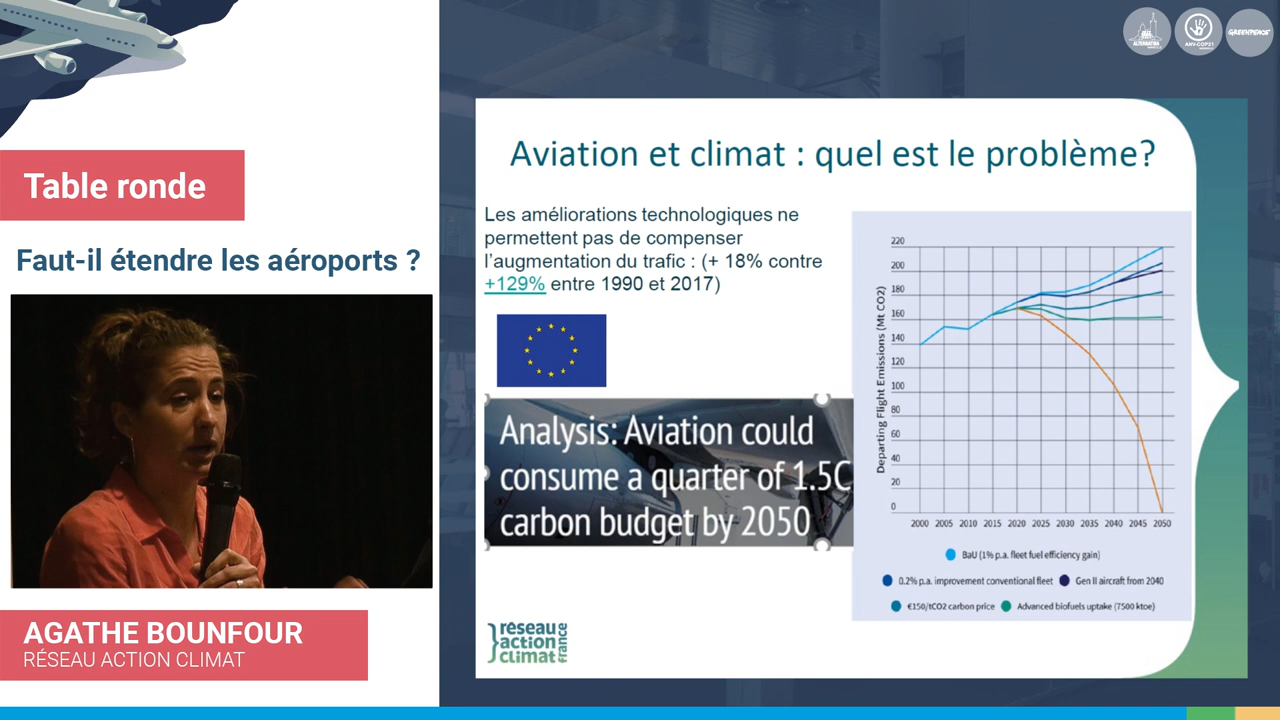 Table ronde
Faut-il étendre les aéroports ?
AGATHE BOUNFOUR
RÉSEAU ACTION CLIMAT
ALTERNATIBA
ANV-COP21
GREENPEACE
Aviation et climat : quel est le problème?
Les améliorations technologiques ne
permettent pas de compenser
l'augmentation du trafic : (+ 18% contre
+129% entre 1990 et 2017)
Analysis: Aviation could
consume a quarter of 1.5C
carbon budget by 2050
réseau
action
climat
france
Departing Flight Emissions (Mt CO2)
220
200
180
160
140
120
100
80
60
40
20
0
2000 2005 2010 2015 2020 2025 2030 2035 2040 2045 2050
BaU (1% p.a. fleet fuel efficiency gain)
0.2% p.a. improvement conventional fleet
Gen II aircraft from 2040
€150/tCO2 carbon price
Advanced biofuels uptake (7500 ktoe)